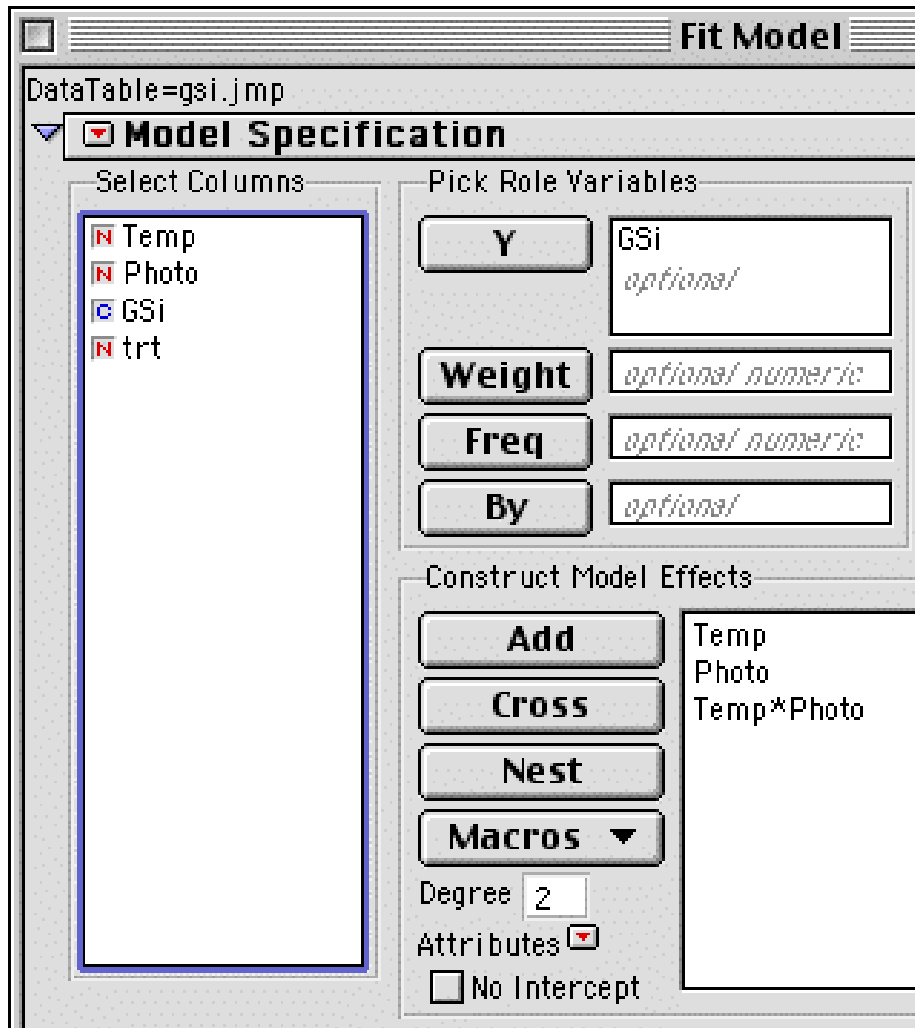 Fit Model
DataTable=gsi.jmp
Model Specification
Select Columns
N Temp
N Photo
C GSi
N trt
Pick Role Variables
Y
GSi
optional
Weight
optional numeric
Freq
optional numeric
By
optional
Construct Model Effects
Add
Cross
Nest
Macros
Degree 2
Attributes
No Intercept
Temp
Photo
Temp*Photo